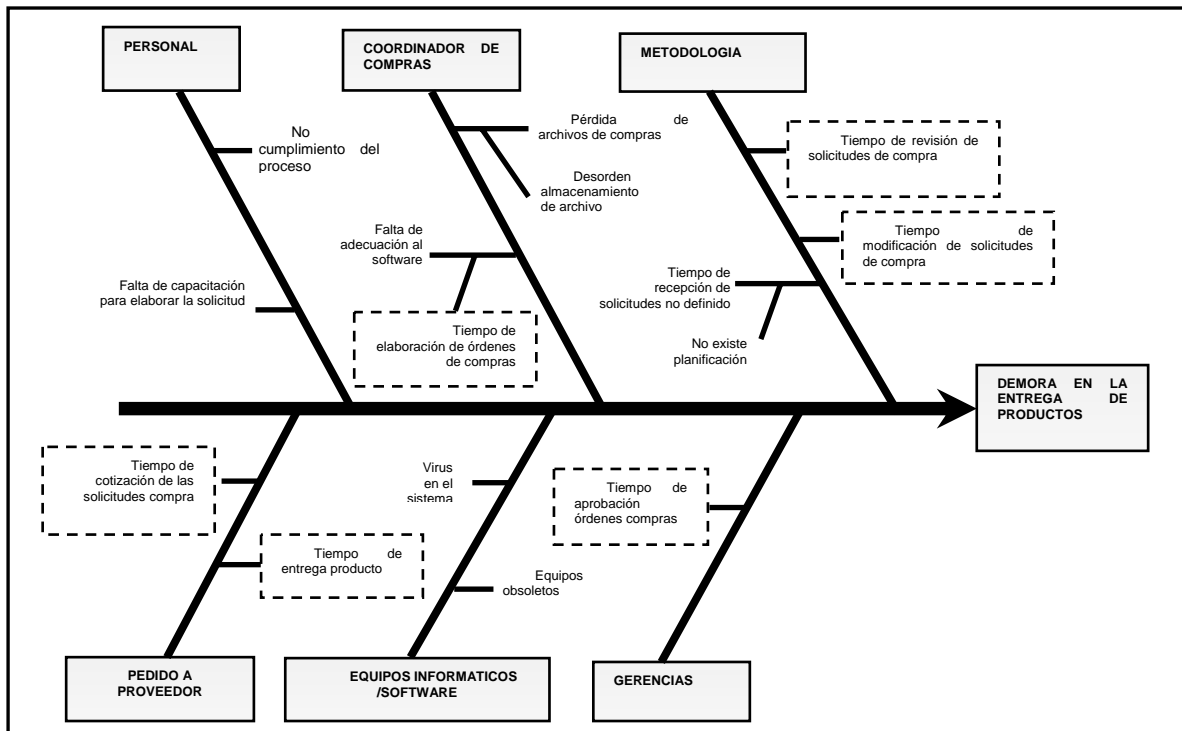 PERSONAL
COORDINADOR DE
COMPRAS
METODOLOGIA
No
cumplimiento del
proceso
Pérdida de
archivos de compras
Desorden
almacenamiento
de archivo
Tiempo de revisión de
solicitudes de compra
Falta de
adecuación al
software
Tiempo de
modificación de solicitudes
de compra
Falta de capacitación
para elaborar la solicitud
Tiempo de
recepción de
solicitudes no definido
Tiempo de
elaboración de órdenes
de compras
No existe
planificación
DEMORA EN LA
ENTREGA DE
PRODUCTOS
Tiempo de
cotización de las
solicitudes compra
Virus
en el
sistema
Tiempo de
aprobación
órdenes compras
Tiempo de
entrega producto
Equipos
obsoletos
PEDIDO A
PROVEEDOR
EQUIPOS INFORMATICOS
/SOFTWARE
GERENCIAS